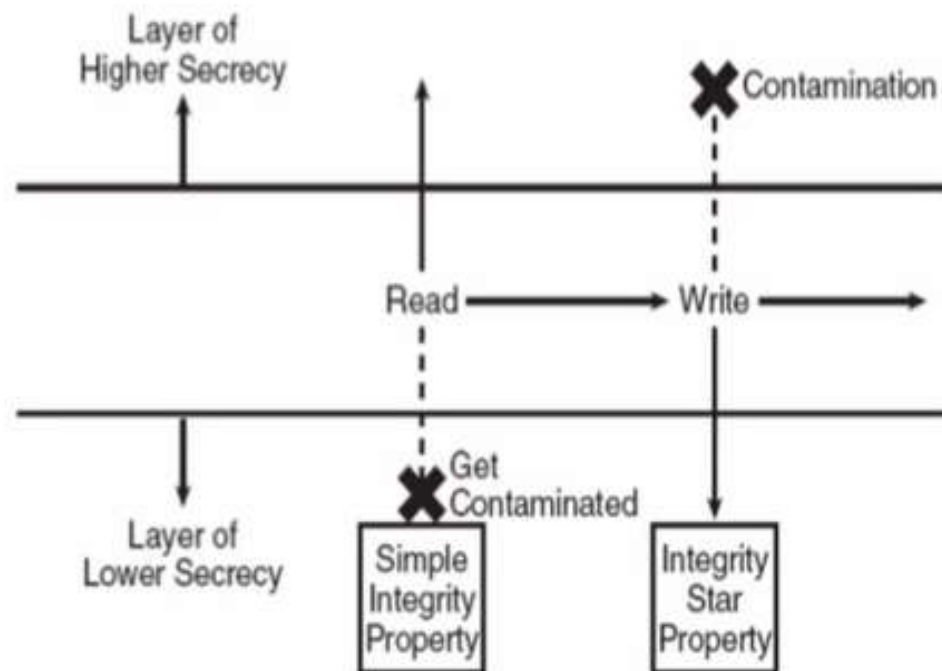 Layer of
Higher Secrecy
Contamination
Read
Write
Get
Contaminated
Layer of
Lower Secrecy
Simple
Integrity
Property
Integrity
Star
Property